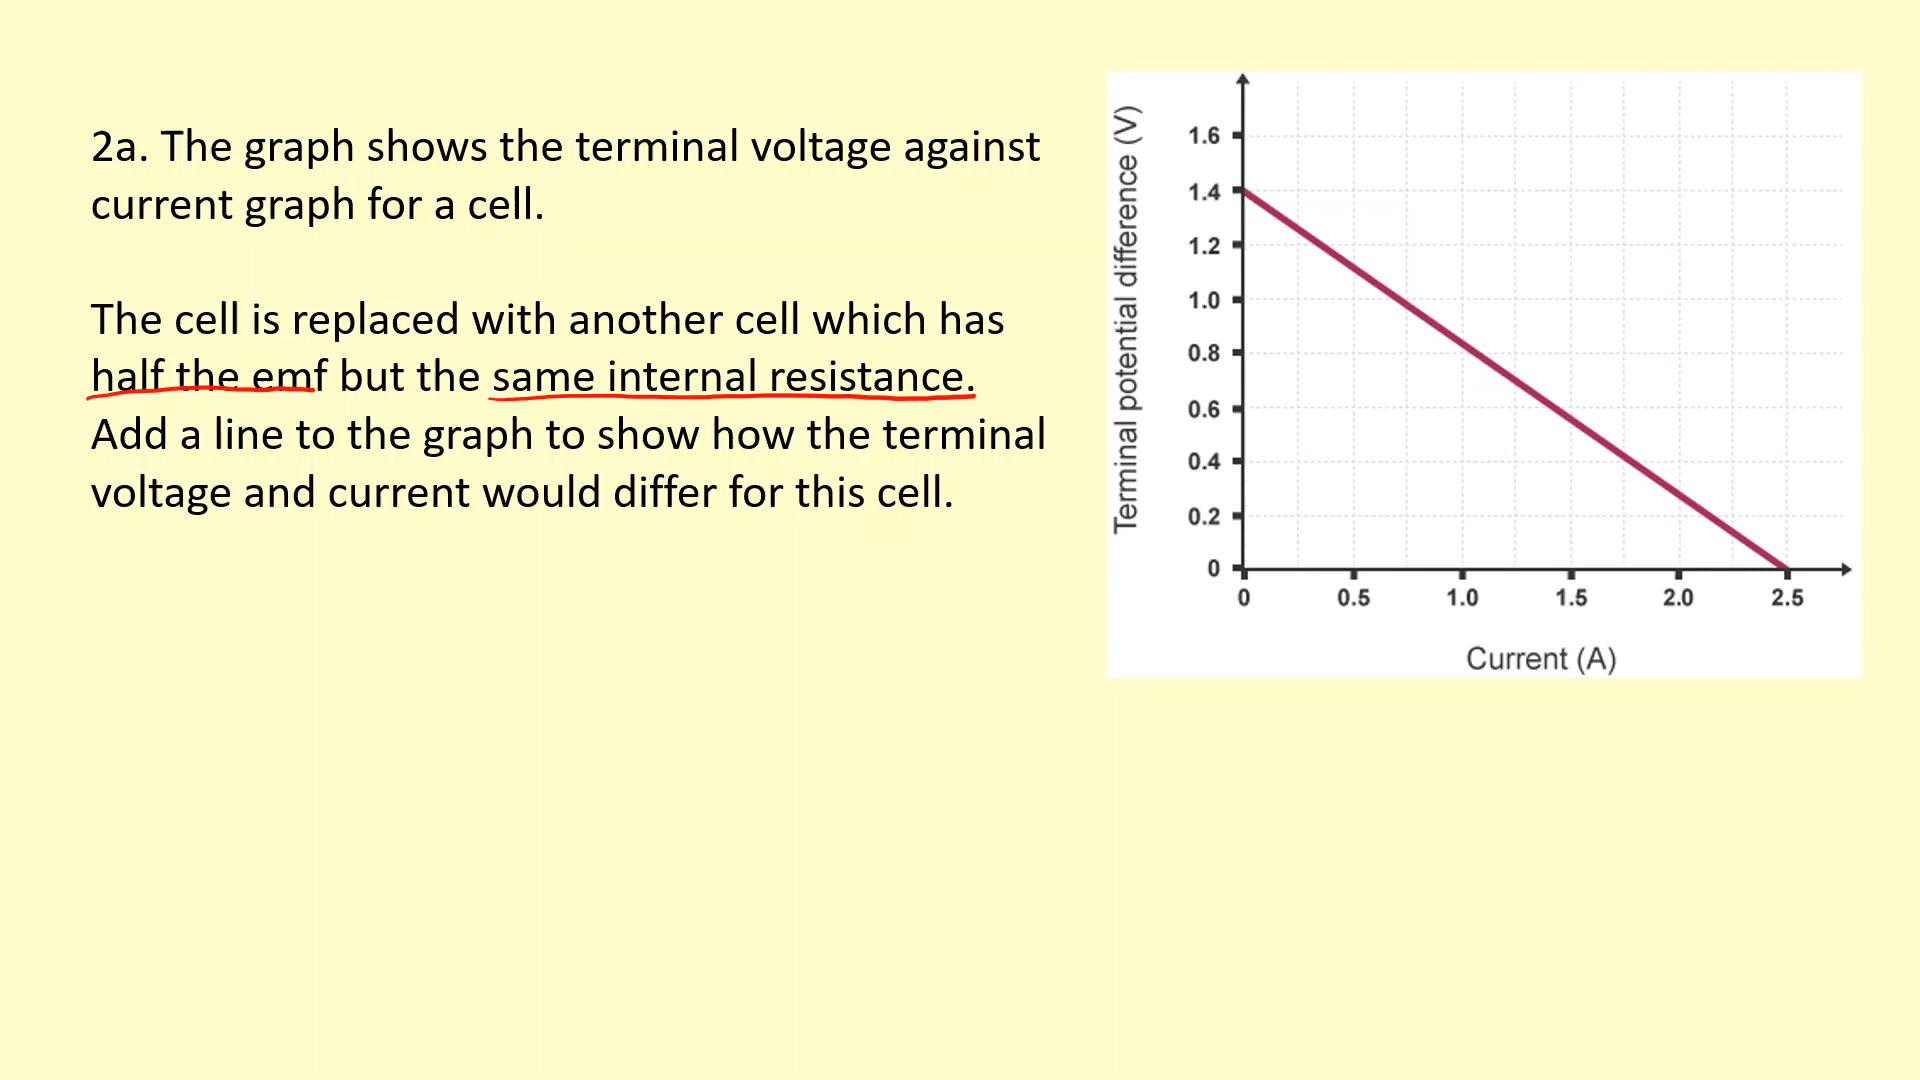 2a. The graph shows the terminal voltage against
current graph for a cell.
The cell is replaced with another cell which has
half the emf but the same internal resistance.
Add a line to the graph to show how the terminal
voltage and current would differ for this cell.
Terminal potential difference (V)
1.6
1.4
1.2
1.0
0.8
0.6
0.4
0.2
0
0 0.5 1.0 1.5 2.0 2.5
Current (A)